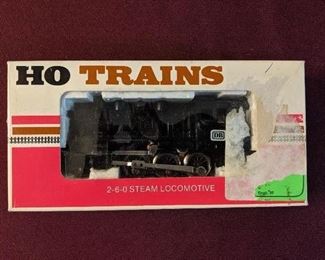 HO TRAINS
DB
2-6-0 STEAM LOCOMOTIVE